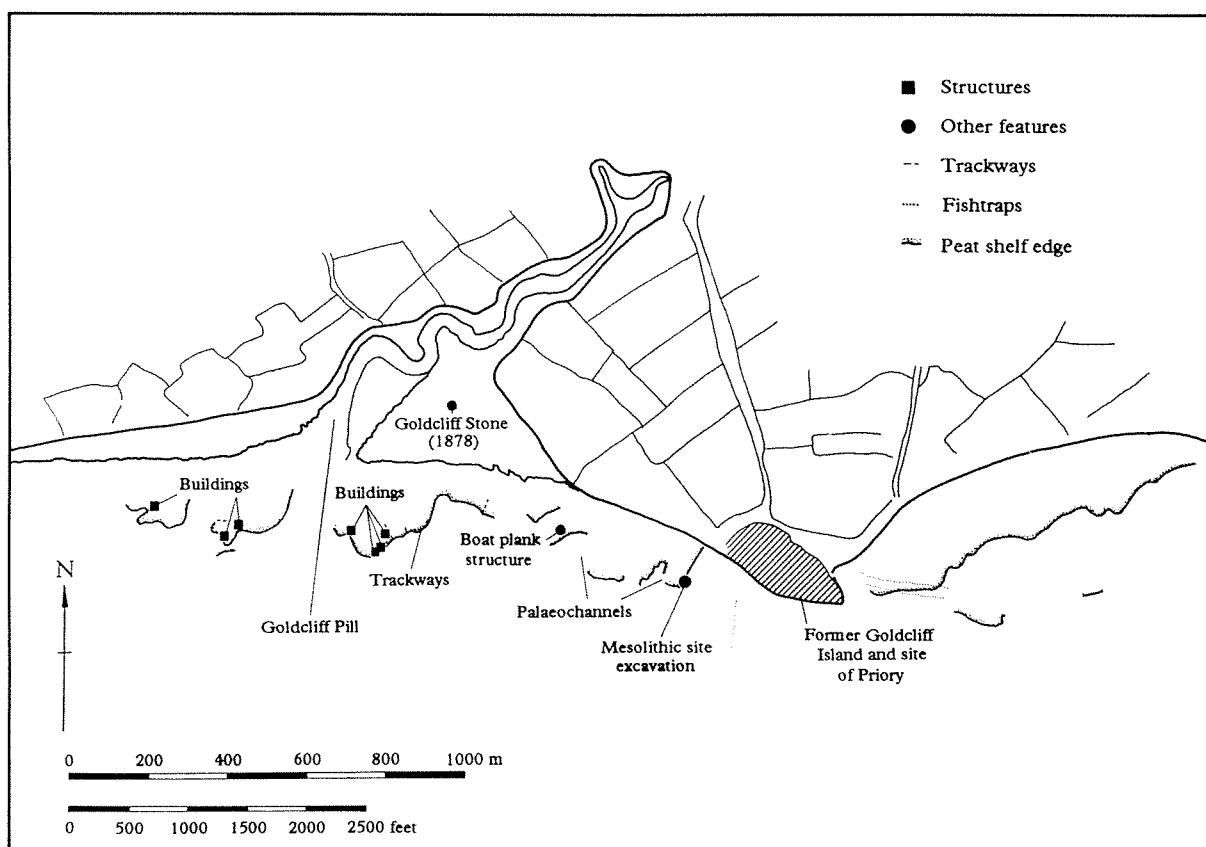 Structures
Other features
Trackways
Fishtraps
Peat shelf edge
Goldcliff Stone
(1878)
Buildings
Buildings
Boat plank
structure
Trackways
Palaeochannels
Goldcliff Pill
Mesolithic site
excavation
Former Goldcliff
Island and site
of Priory
N
0 200 400 600 800 1000 m
0 500 1000 1500 2000 2500 feet